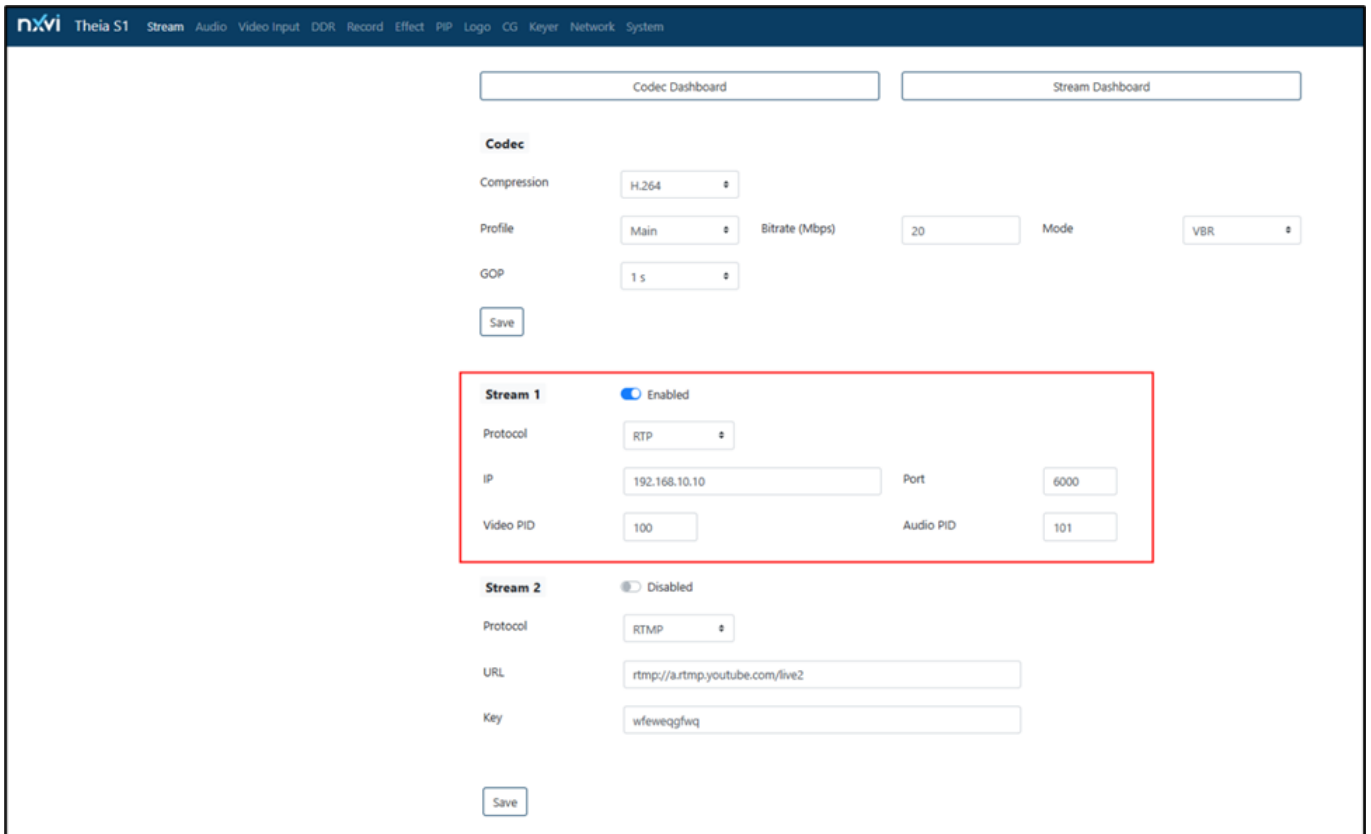 nxvi Theia S1 Stream Audio Video Input DDR Record Effect PIP Logo CG Keyer Network System
Codec Dashboard Stream Dashboard
Codec
Compression H.264
Profile Main Bitrate (Mbps) 20 Mode VBR
GOP 1 s
Save
Stream 1 Enabled
Protocol RTP
IP 192.168.10.10 Port 6000
Video PID 100 Audio PID 101
Stream 2 Disabled
Protocol RTMP
URL rtmp://a.rtmp.youtube.com/live2
Key wfeweqgfwq
Save